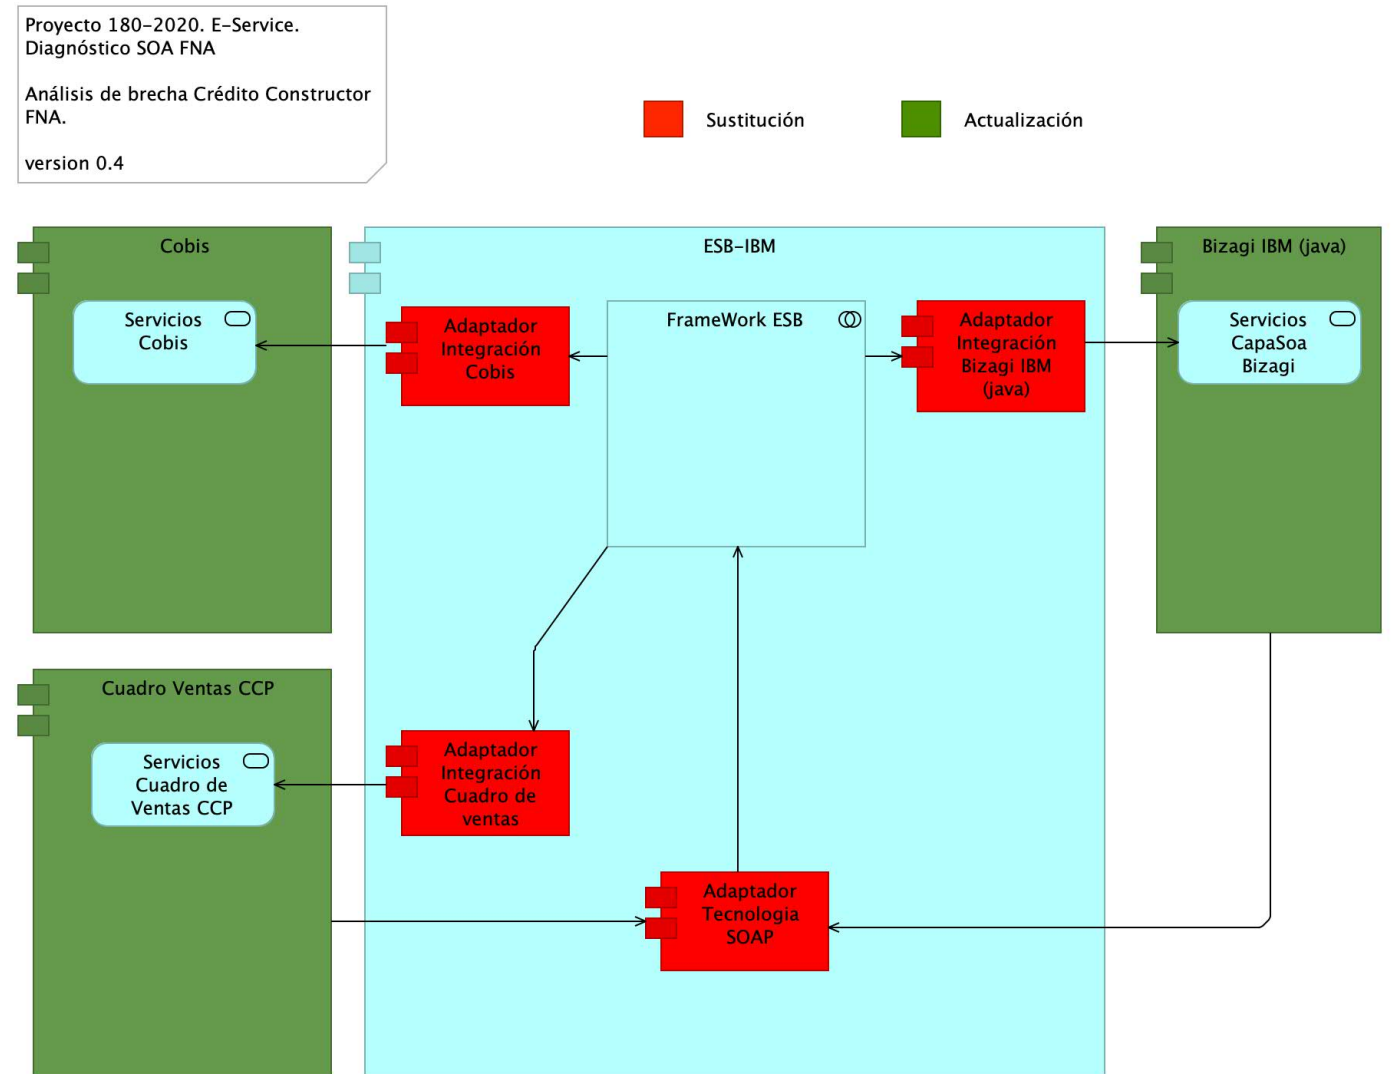 Proyecto 180-2020. E-Service.
Diagnóstico SOA FNA
Análisis de brecha Crédito Constructor
FNA.
version 0.4
Sustitución
Actualización
Cobis
Servicios
Cobis
ESB-IBM
Adaptador
Integración
Cobis
FrameWork ESB
Adaptador
Integración
Bizagi IBM
(java)
Bizagi IBM (java)
Servicios
CapaSoa
Bizagi
Cuadro Ventas CCP
Servicios
Cuadro de
Ventas CCP
Adaptador
Integración
Cuadro de
ventas
Adaptador
Tecnologia
SOAP